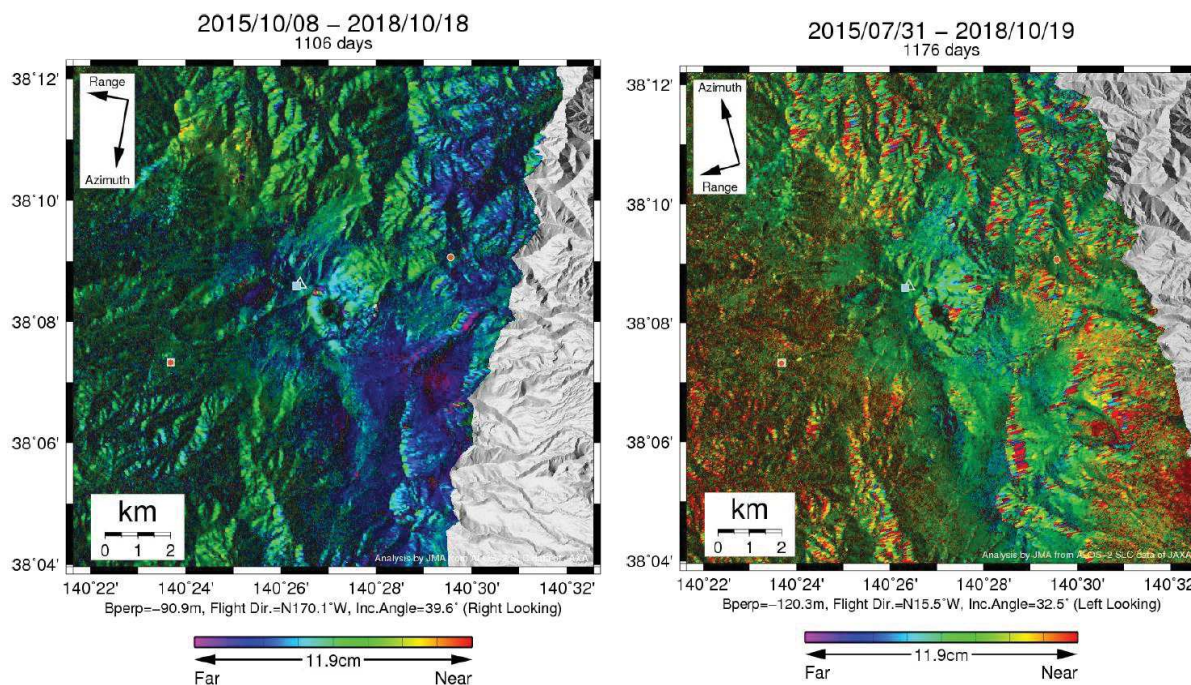 2015/10/08 – 2018/10/18
1106 days
Range
Azimuth
38˚12'
38˚10'
38˚08'
38˚06'
38˚04'
km
0 1 2
140˚22'
140˚24'
140˚26'
140˚28'
140˚30'
140˚32'
Bperp=−90.9m, Flight Dir.=N170.1˚W, Inc.Angle=39.6˚ (Right Looking)
11.9cm
Far
Near
2015/07/31 – 2018/10/19
1176 days
Azimuth
Range
38˚12'
38˚10'
38˚08'
38˚06'
38˚04'
km
0 1 2
Analysis by JMA from ALOS−2 SLC data of JAXA
140˚22'
140˚24'
140˚26'
140˚28'
140˚30'
140˚32
Bperp=−120.3m, Flight Dir.=N15.5˚W, Inc.Angle=32.5˚ (Left Looking)
11.9cm
Far
Near